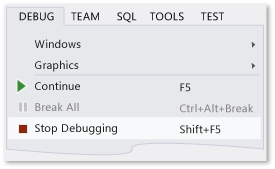 DEBUG TEAM SQL TOOLS TEST
Windows
Graphics
Continue F5
Break All Ctrl+Alt+Break
Stop Debugging Shift+F5